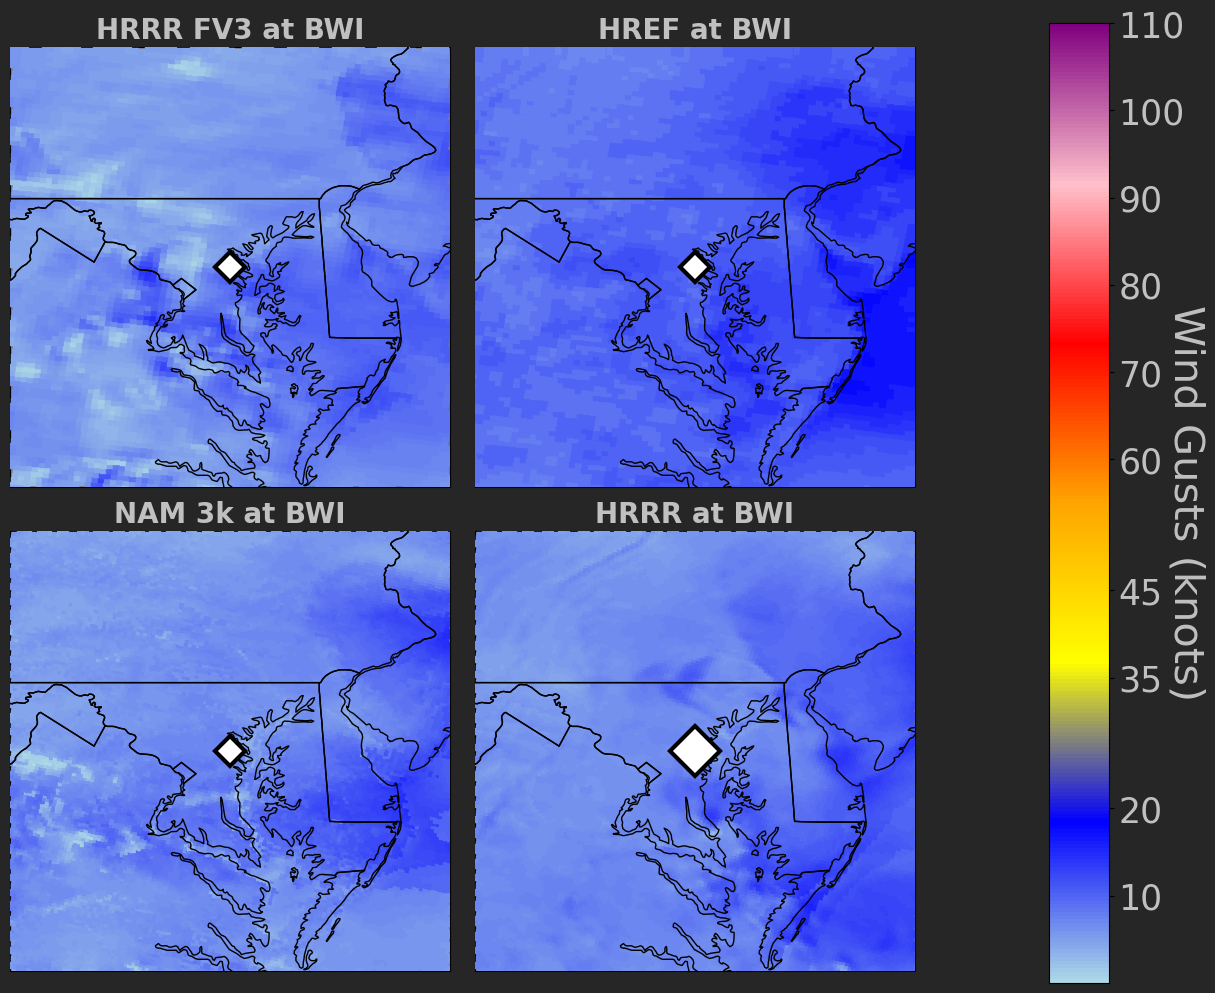 HRRR FV3 at BWI
HREF at BWI
NAM 3k at BWI
HRRR at BWI
110
100
90
80
70
60
45
35
20
10
Wind Gusts (knots)